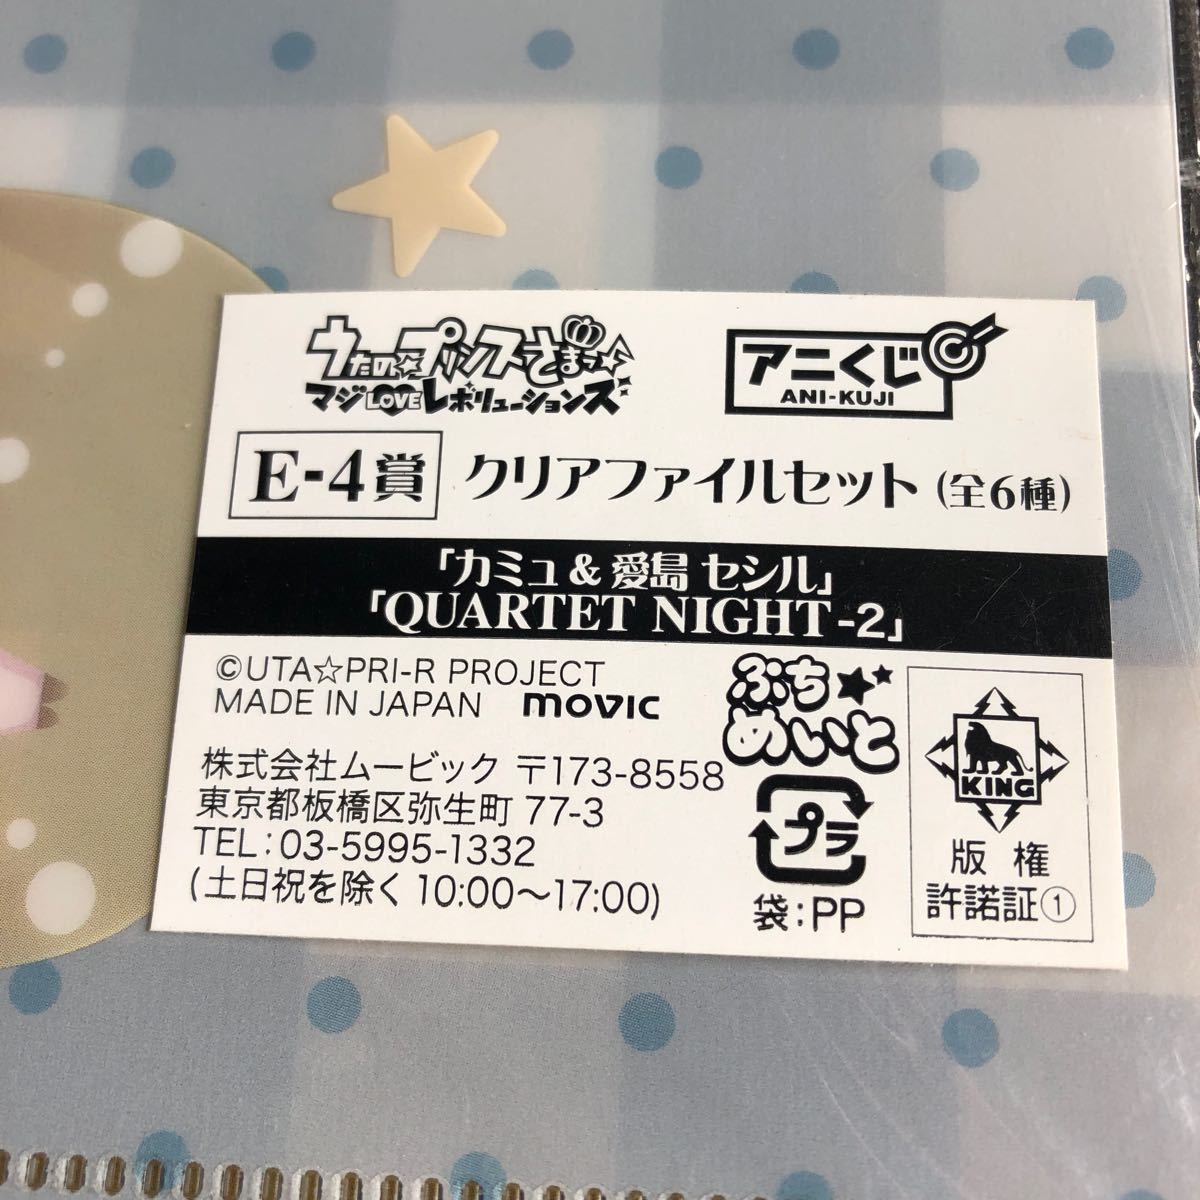 うたの☆プリンスさまっ♪
マジLOVEレボリューションズ
アニくじ
ANI-KUJI
E-4賞 クリアファイルセット (全6種)
「カミュ & 愛島 セシル」
「QUARTET NIGHT -2」
©UTA☆PRI-R PROJECT
MADE IN JAPAN movic
株式会社ムービック 〒173-8558
東京都板橋区弥生町 77-3
TEL:03-5995-1332
(土日祝を除く 10:00〜17:00)
ぷち★
めいと
プラ
袋:PP
KING
版権
許諾証①